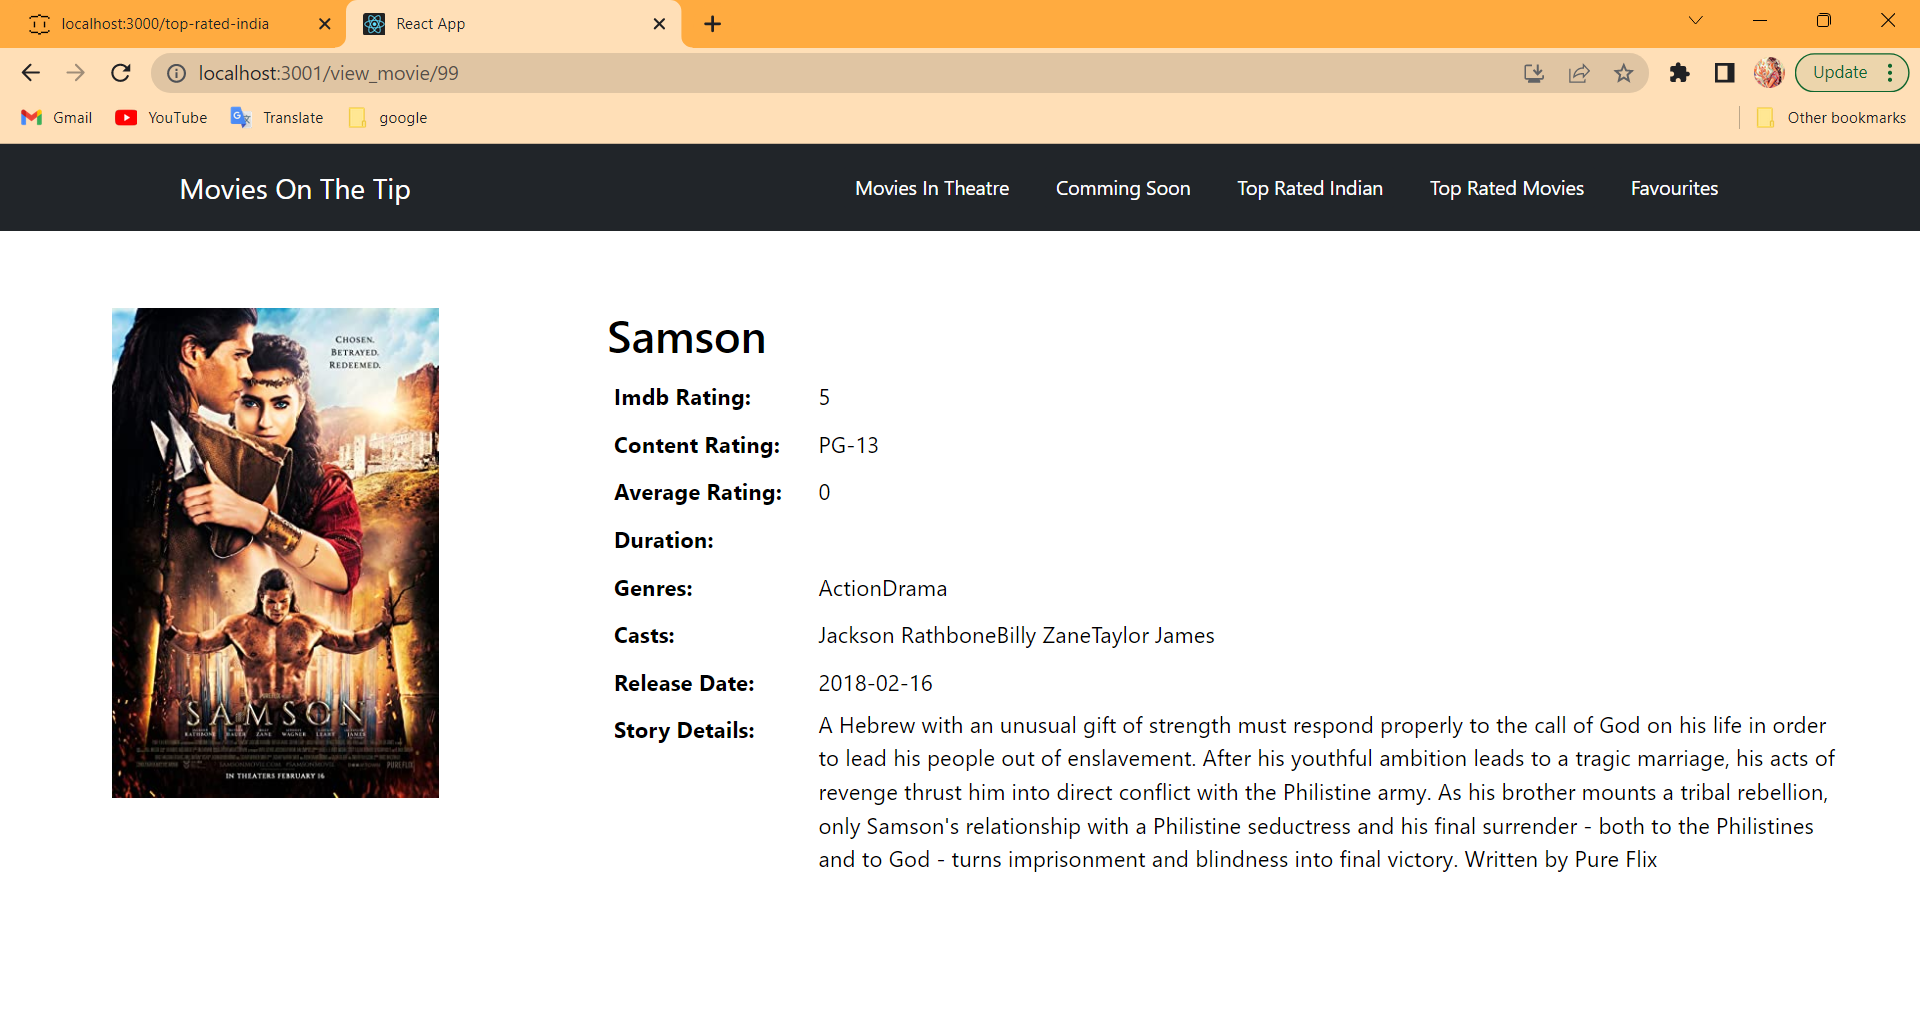 localhost:3000/top-rated-india
React App
localhost:3001/view_movie/99
Update
Gmail
YouTube
Translate
google
Other bookmarks
Movies On The Tip
Movies In Theatre
Comming Soon
Top Rated Indian
Top Rated Movies
Favourites
CHOSEN.
BETRAYED.
REDEEMED.
SAMSON
IN THEATERS FEBRUARY 16
Samson
Imdb Rating: 5
Content Rating: PG-13
Average Rating: 0
Duration:
Genres: ActionDrama
Casts: Jackson RathboneBilly ZaneTaylor James
Release Date: 2018-02-16
Story Details: A Hebrew with an unusual gift of strength must respond properly to the call of God on his life in order
to lead his people out of enslavement. After his youthful ambition leads to a tragic marriage, his acts of
revenge thrust him into direct conflict with the Philistine army. As his brother mounts a tribal rebellion,
only Samson's relationship with a Philistine seductress and his final surrender - both to the Philistines
and to God - turns imprisonment and blindness into final victory. Written by Pure Flix